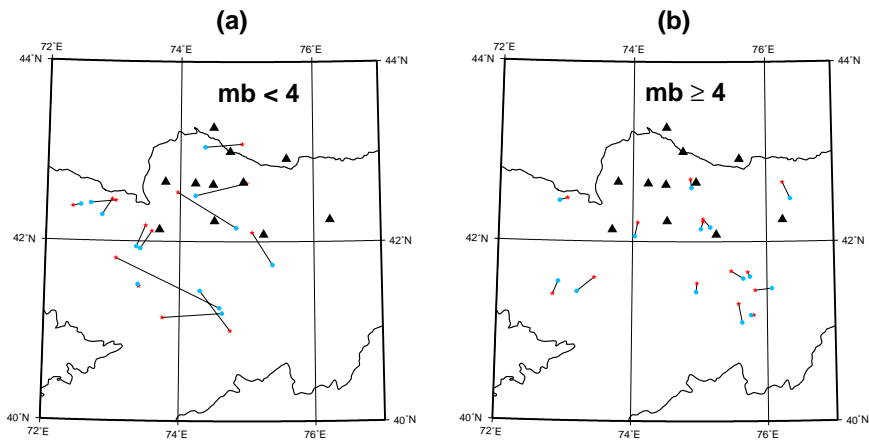 (a) (b)
72˚E 74˚E 76˚E 72˚E 74˚E 76˚E
44˚N 44˚N 44˚N 44˚N
mb < 4 mb ≥ 4
42˚N 42˚N 42˚N 42˚N
40˚N 40˚N 40˚N 40˚N
72˚E 74˚E 76˚E 72˚E 74˚E 76˚E